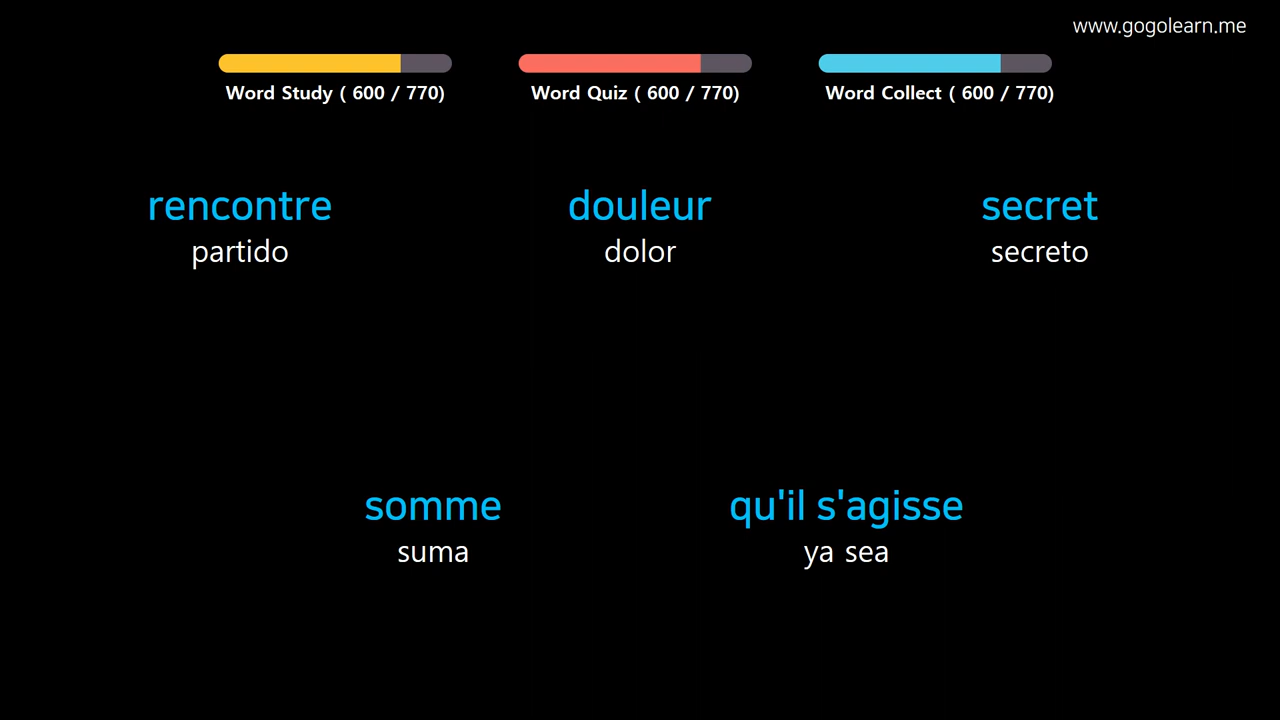 www.gogolearn.me
Word Study ( 600 / 770)
Word Quiz ( 600 / 770)
Word Collect ( 600 / 770)
rencontre
partido
douleur
dolor
secret
secreto
somme
suma
qu'il s'agisse
ya sea